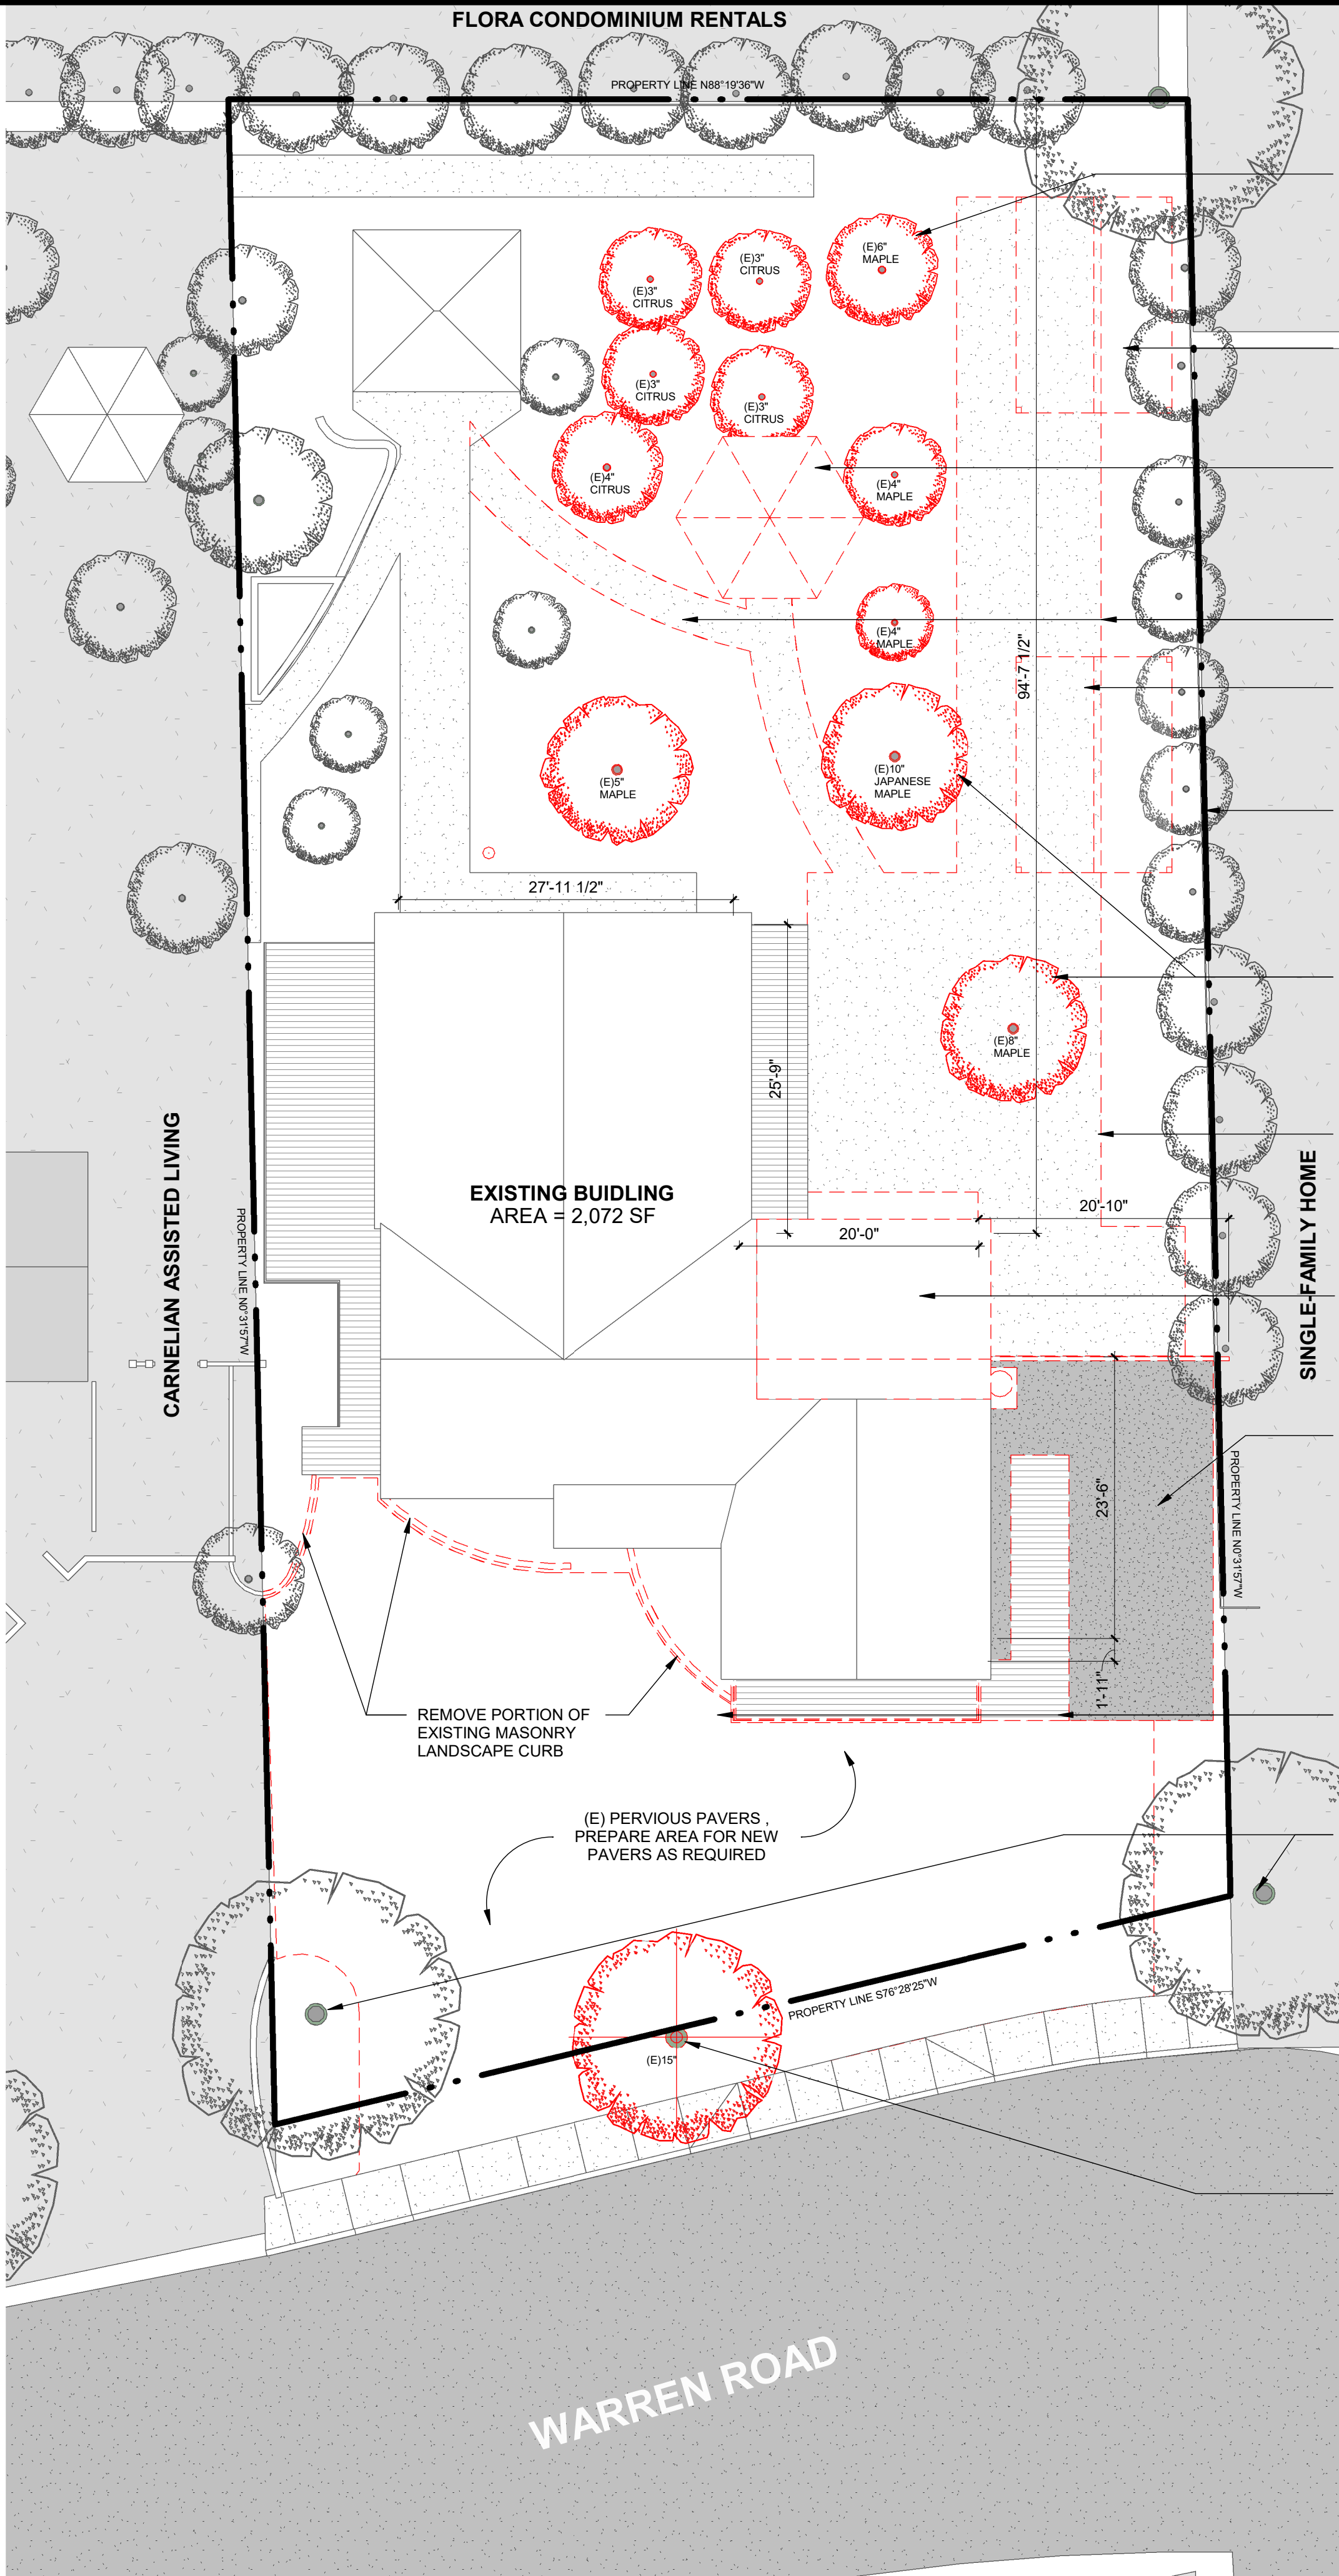 FLORA CONDOMINIUM RENTALS
PROPERTY LINE N88°19'36"W
(E)6"
MAPLE
(E)3"
CITRUS
(E)3"
CITRUS
(E)3"
CITRUS
(E)3"
CITRUS
(E)4"
CITRUS
(E)4"
MAPLE
(E)4"
MAPLE
94'-7 1/2"
(E)5"
MAPLE
(E)10"
JAPANESE
MAPLE
27'-11 1/2"
25'-9"
(E)8"
MAPLE
CARNELIAN ASSISTED LIVING
PROPERTY LINE N0°31'57"W
EXISTING BUIDLING
AREA = 2,072 SF
20'-10"
20'-0"
SINGLE-FAMILY HOME
PROPERTY LINE N0°31'57"W
23'-6"
1'-11"
REMOVE PORTION OF
EXISTING MASONRY
LANDSCAPE CURB
(E) PERVIOUS PAVERS ,
PREPARE AREA FOR NEW
PAVERS AS REQUIRED
PROPERTY LINE S76°28'25"W
(E)15"
WARREN ROAD